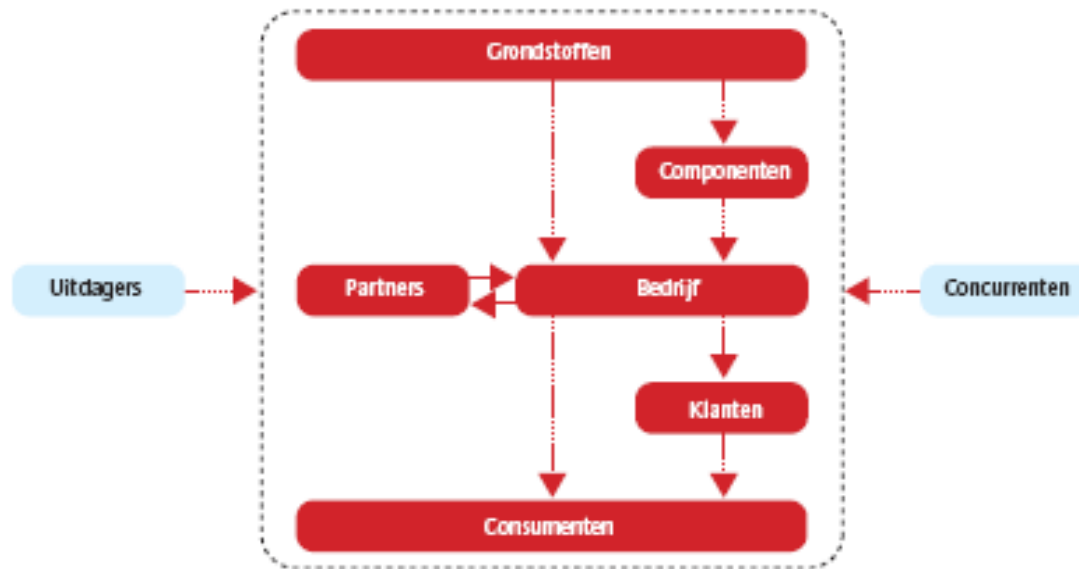 Grondstoffen
Componenten
Uitdagers
Partners
Bedrijf
Concurrenten
Klanten
Consumenten